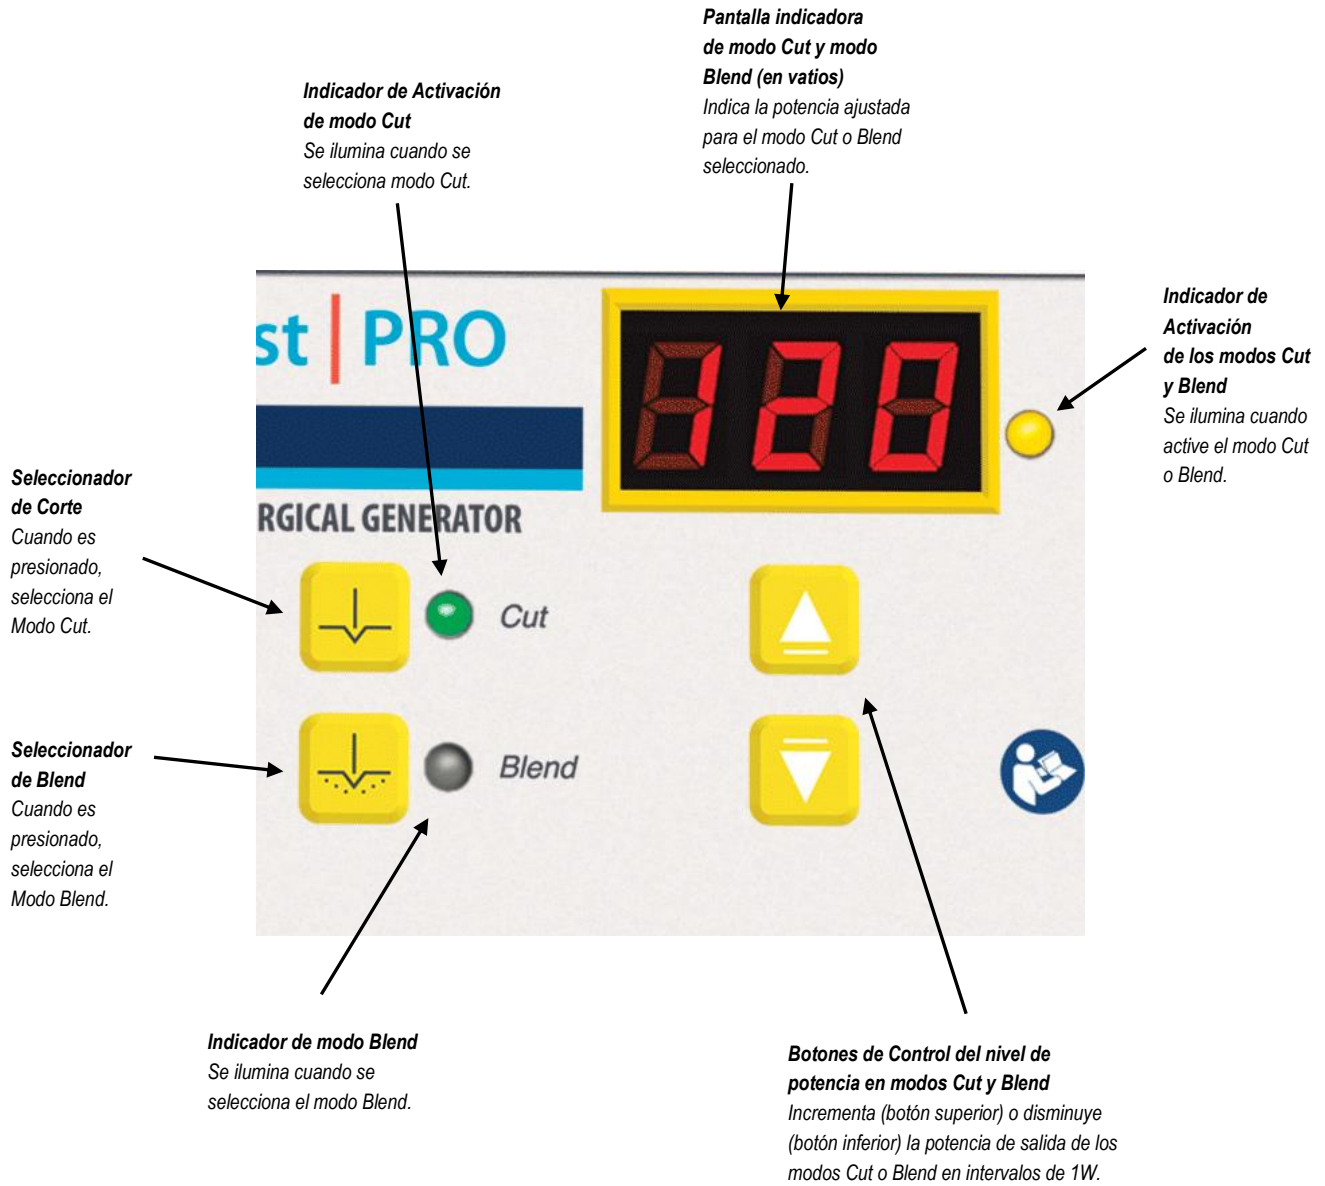 Pantalla indicadora
de modo Cut y modo
Blend (en vatios)
Indica la potencia ajustada
para el modo Cut o Blend
seleccionado.
Indicador de Activación
de modo Cut
Se ilumina cuando se
selecciona modo Cut.
Indicador de
Activación
de los modos Cut
y Blend
Se ilumina cuando
active el modo Cut
o Blend.
st | PRO
120
RGICAL GENERATOR
Seleccionador
de Corte
Cuando es
presionado,
selecciona el
Modo Cut.
Cut
Seleccionador
de Blend
Cuando es
presionado,
selecciona el
Modo Blend.
Blend
Indicador de modo Blend
Se ilumina cuando se
selecciona el modo Blend.
Botones de Control del nivel de
potencia en modos Cut y Blend
Incrementa (botón superior) o disminuye
(botón inferior) la potencia de salida de los
modos Cut o Blend en intervalos de 1W.